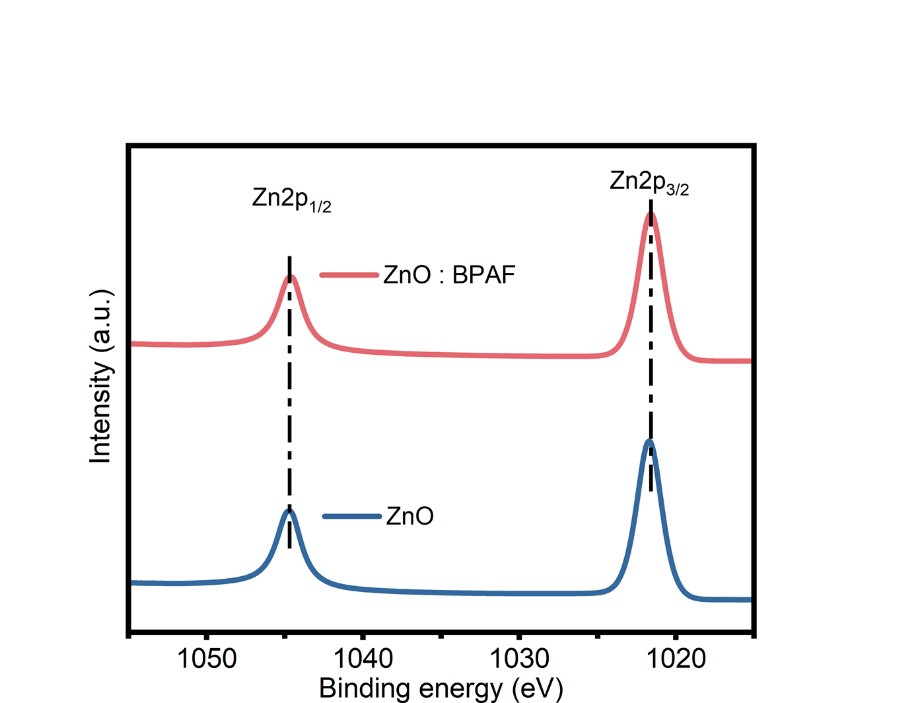 Zn2p3/2
Zn2p1/2
ZnO : BPAF
ZnO
Intensity (a.u.)
1050 1040 1030 1020
Binding energy (eV)